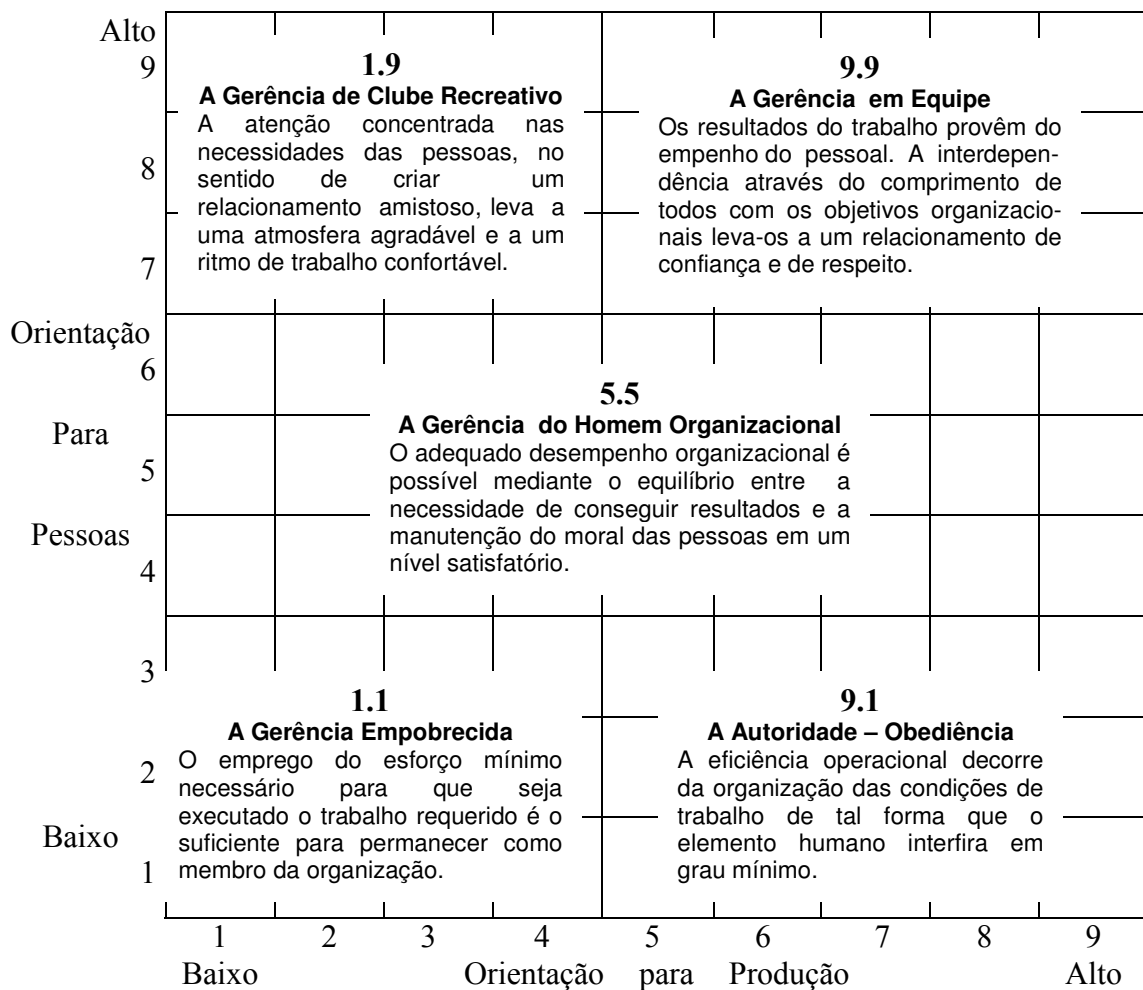 Alto
9
1.9
A Gerência de Clube Recreativo
A atenção concentrada nas
necessidades das pessoas, no
sentido de criar um
relacionamento amistoso, leva a
uma atmosfera agradável e a um
ritmo de trabalho confortável.
9.9
A Gerência em Equipe
Os resultados do trabalho provêm do
empenho do pessoal. A interdepen-
dência através do comprimento de
todos com os objetivos organizacio-
nais leva-os a um relacionamento de
confiança e de respeito.
8
7
Orientação
6
Para
5
Pessoas
4
5.5
A Gerência do Homem Organizacional
O adequado desempenho organizacional é
possível mediante o equilíbrio entre a
necessidade de conseguir resultados e a
manutenção do moral das pessoas em um
nível satisfatório.
3
1.1
A Gerência Empobrecida
O emprego do esforço mínimo
necessário para que seja
executado o trabalho requerido é o
suficiente para permanecer como
membro da organização.
9.1
A Autoridade – Obediência
A eficiência operacional decorre
da organização das condições de
trabalho de tal forma que o
elemento humano interfira em
grau mínimo.
2
Baixo
1
1 2 3 4 5 6 7 8 9
Baixo Orientação para Produção Alto